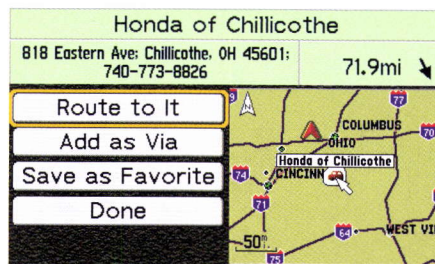 Honda of Chillicothe
818 Eastern Ave; Chillicothe, OH 45601;
740-773-8826
71.9mi
Route to It
Add as Via
Save as Favorite
Done
9
77
COLUMBUS
70
OHIO
Honda of Chillicothe
74
CINCINN
71
64
WEST VI
50m
75